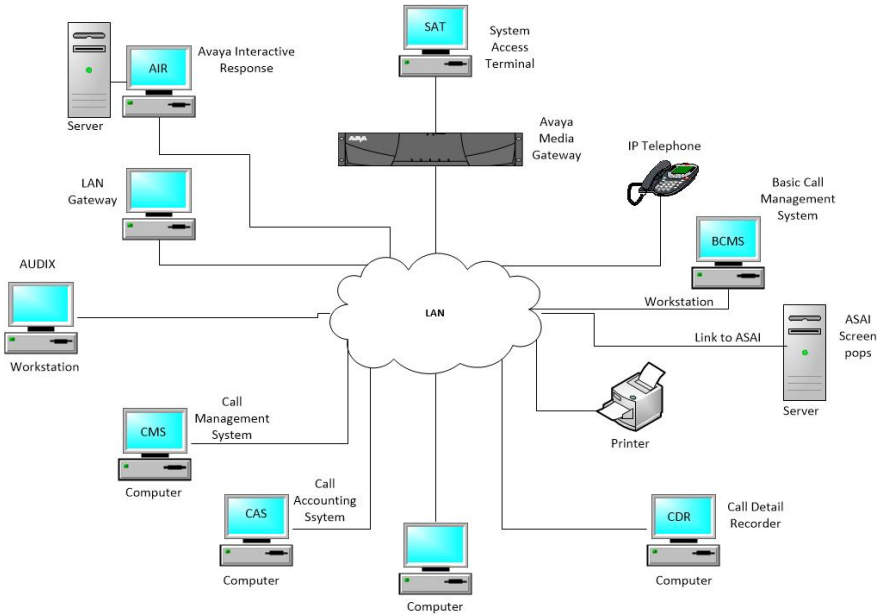 SAT
System
Access
Terminal
AIR
Avaya Interactive
Response
Server
AVAYA
Avaya
Media
Gateway
IP Telephone
LAN
Gateway
Basic Call
Management
System
BCMS
AUDIX
Workstation
LAN
Workstation
Link to ASAI
ASAI
Screen
pops
Server
Call
Management
System
CMS
Computer
Printer
Call
Accounting
Ssytem
CAS
Computer
Computer
CDR
Call Detail
Recorder
Computer